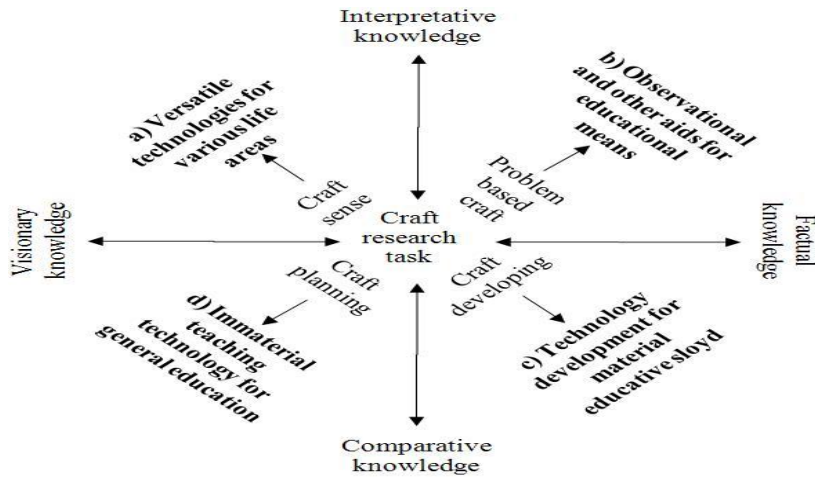 Interpretative
knowledge
a) Versatile
technologies for
various life
areas
b) Observational
and other aids for
educational
means
Craft
sense
Problem
based
craft
Visionary
knowledge
Craft
research
task
Factual
knowledge
Craft
planning
Craft
developing
d) Immaterial
teaching
technology for
general education
c) Technology
development for
material
educative sloyd
Comparative
knowledge